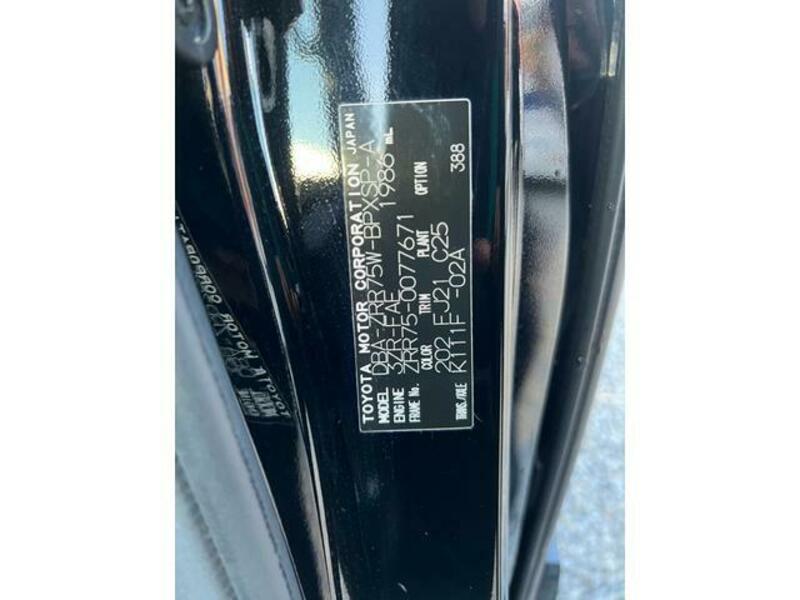 TOYOTA MOTOR CORPORATION JAPAN
MODEL DBA-ZRR75W-BPXSP-A
ENGINE 3ZR-FAE 1986 mL
FRAME No. ZRR75-0077671
COLOR TRIM PLANT OPTION
202 FJ21 C25
TRANS/AXLE K111F -02A 388